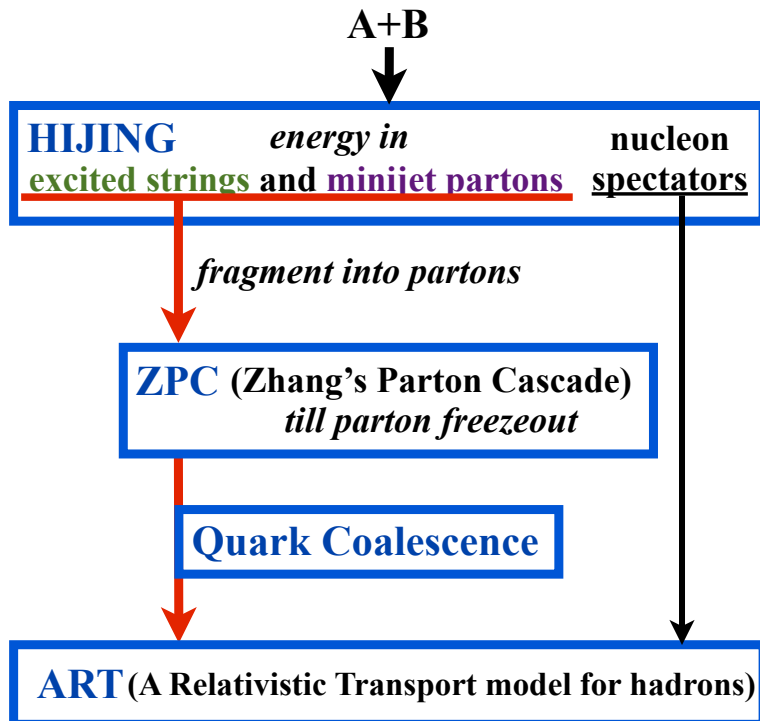 A+B
HIJING energy in nucleon
excited strings and minijet partons spectators
fragment into partons
ZPC (Zhang’s Parton Cascade)
till parton freezeout
Quark Coalescence
ART (A Relativistic Transport model for hadrons)